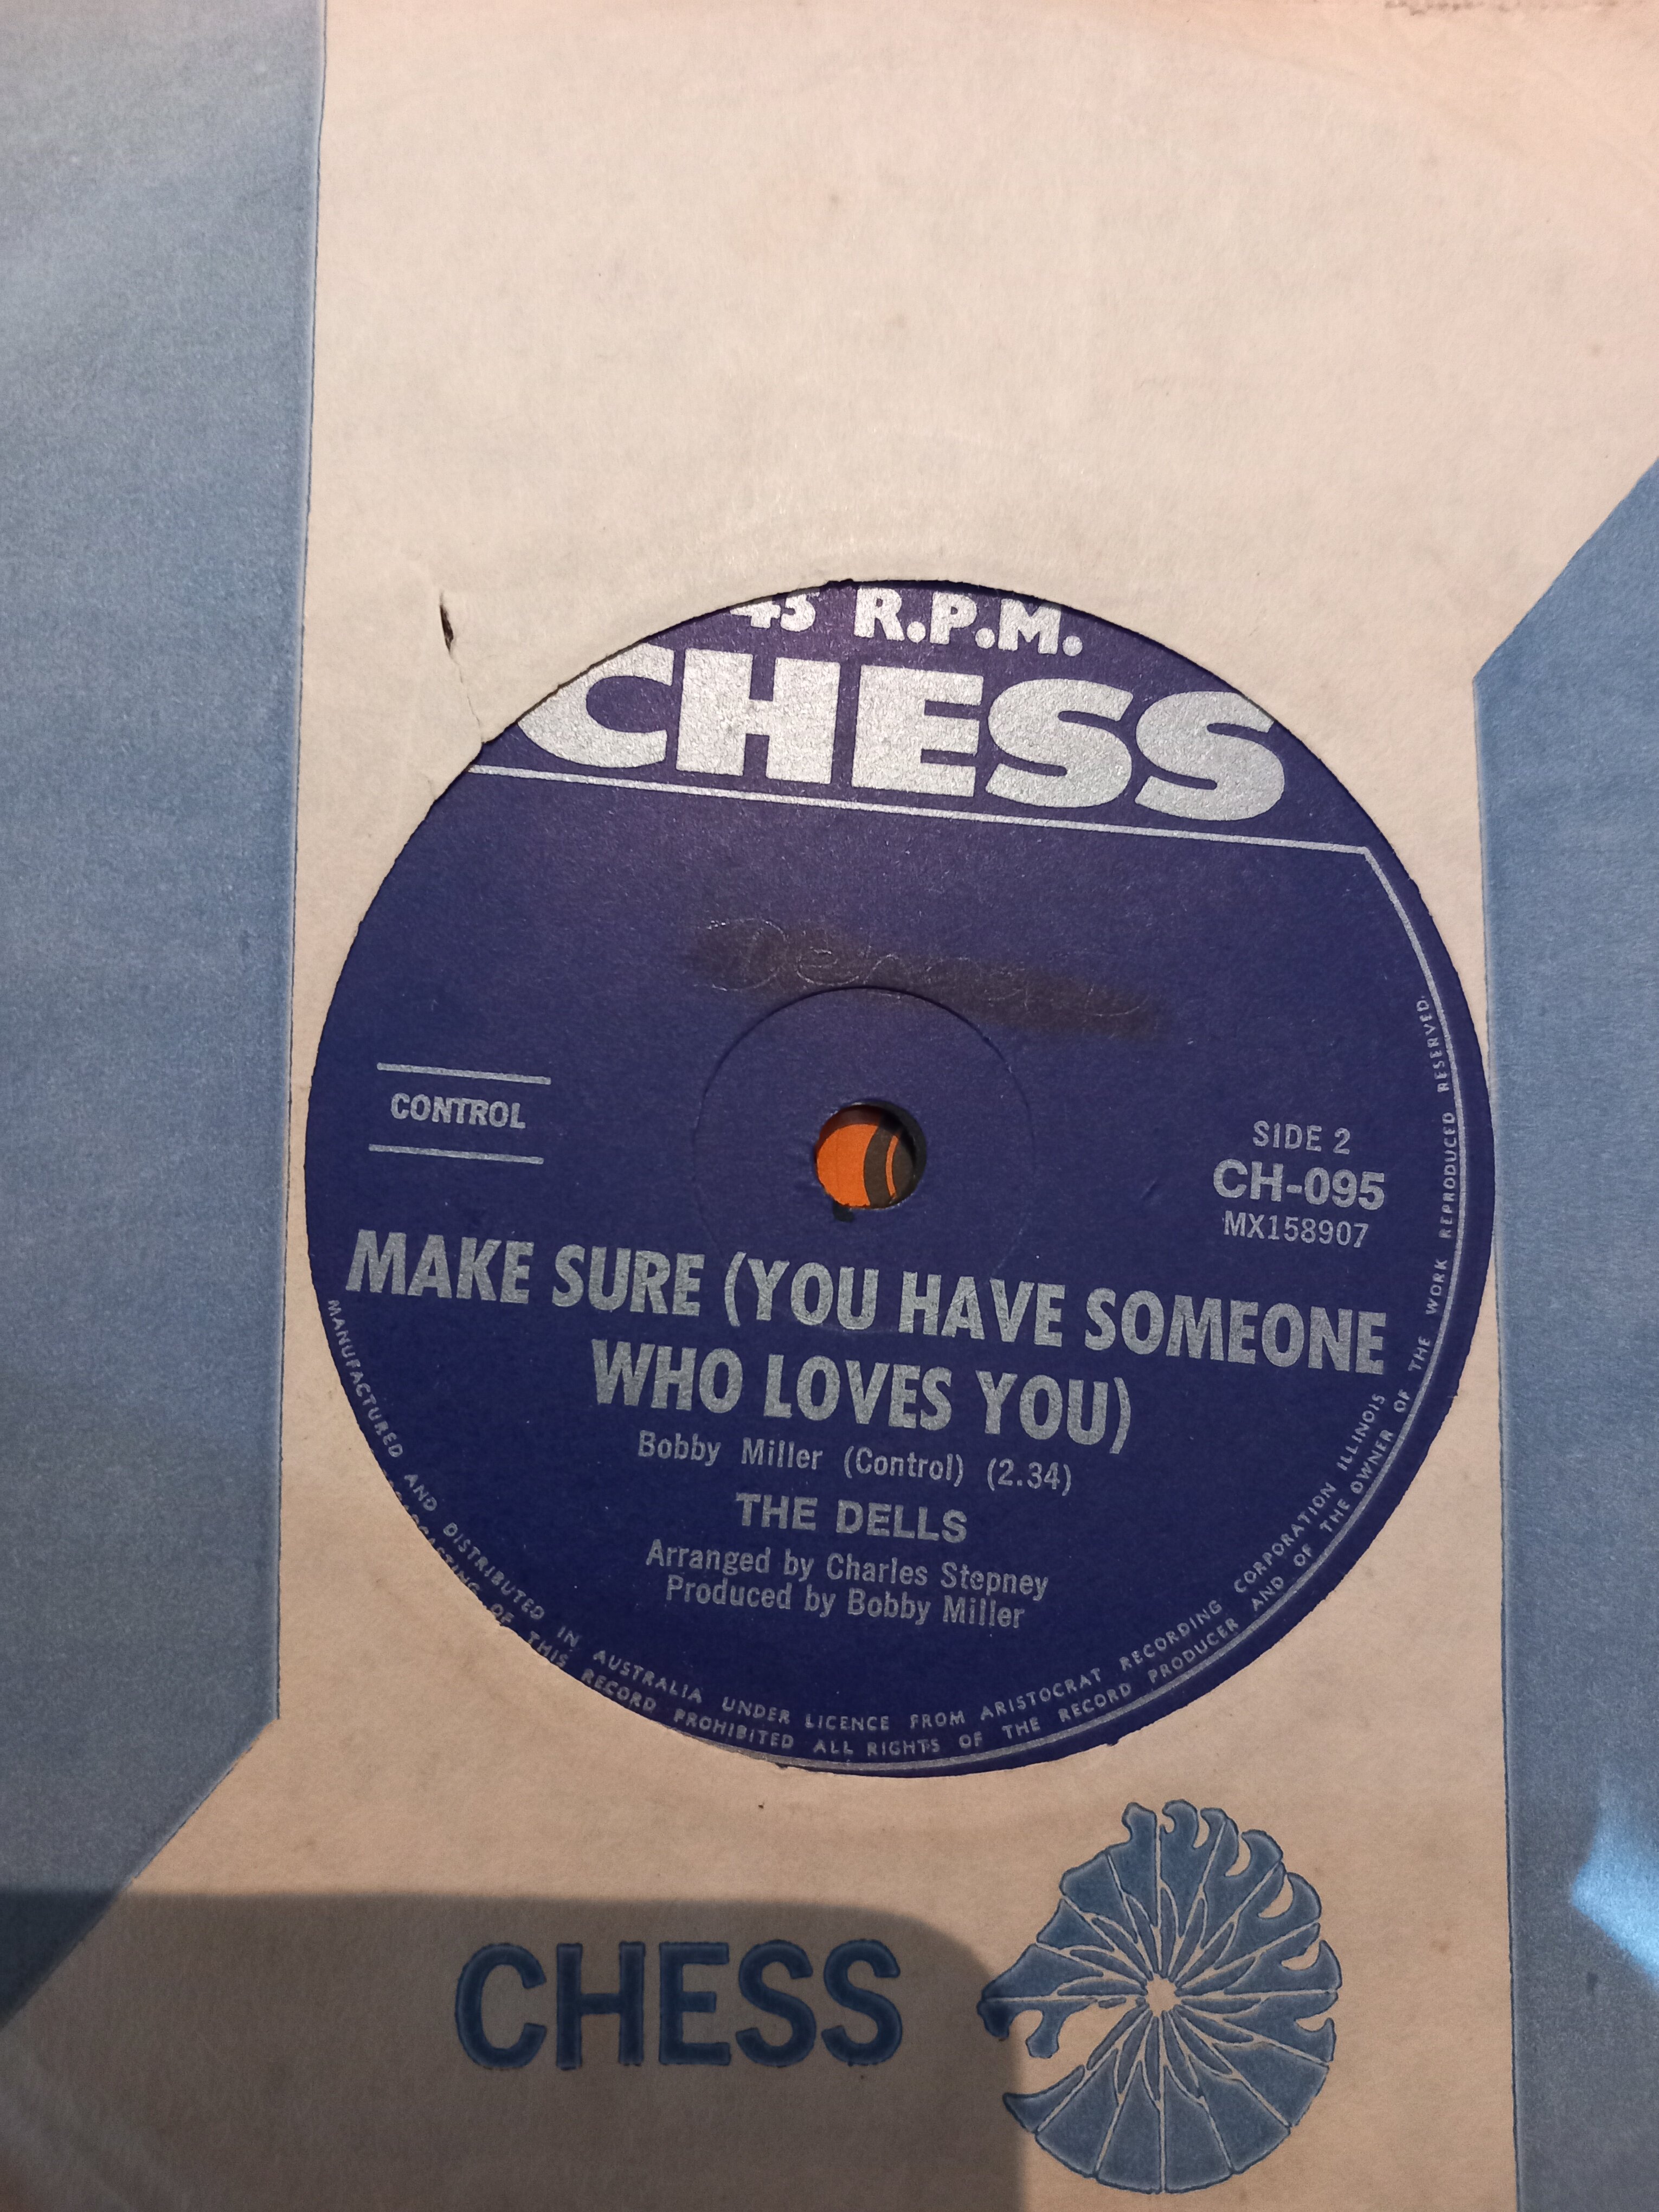 45 R.P.M.
CHESS
CONTROL
SIDE 2
CH-095
MX158907
MAKE SURE (YOU HAVE SOMEONE
WHO LOVES YOU)
Bobby Miller (Control) (2.34)
THE DELLS
Arranged by Charles Stepney
Produced by Bobby Miller
MANUFACTURED AND DISTRIBUTED IN AUSTRALIA UNDER LICENCE FROM ARISTOCRAT RECORDING CORPORATION ILLINOIS
OF THIS RECORD PROHIBITED ALL RIGHTS OF THE RECORD PRODUCER AND OF THE OWNER OF THE WORK REPRODUCED RESERVED.
CHESS